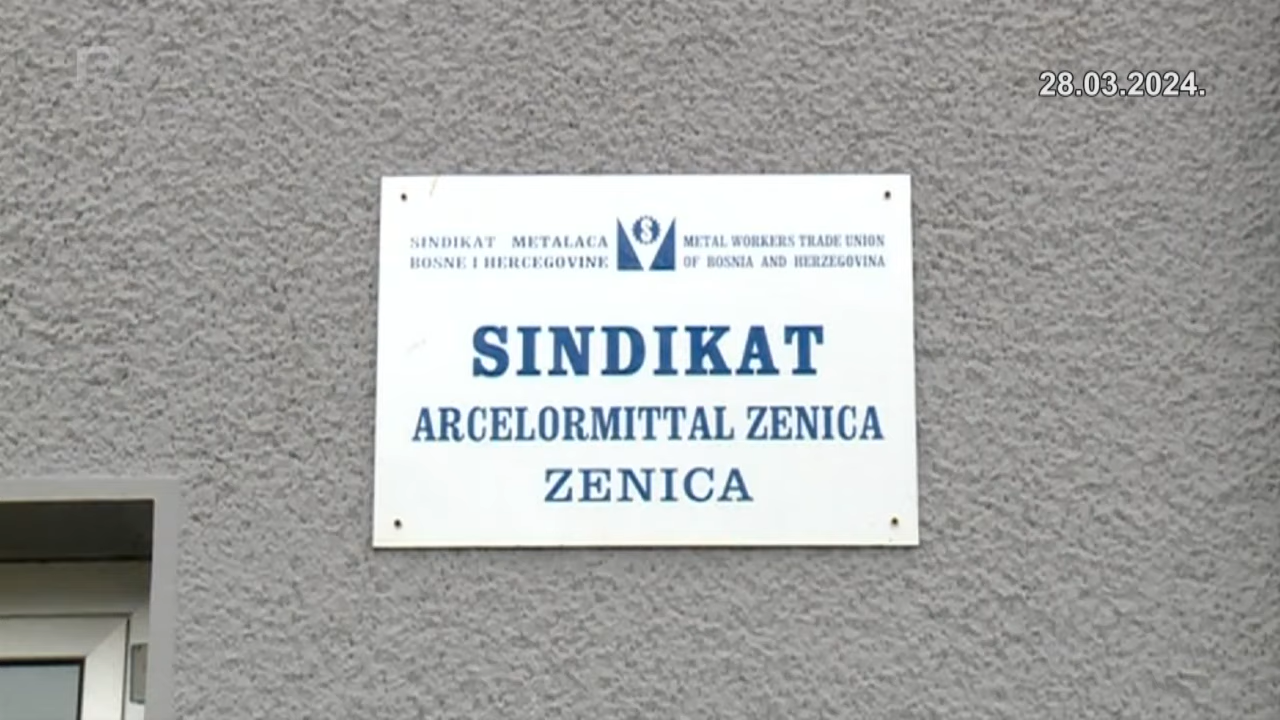 28.03.2024.
SINDIKAT METALACA
BOSNE I HERCEGOVINE
S
METAL WORKERS TRADE UNION
OF BOSNIA AND HERZEGOVINA
SINDIKAT
ARCELORMITTAL ZENICA
ZENICA